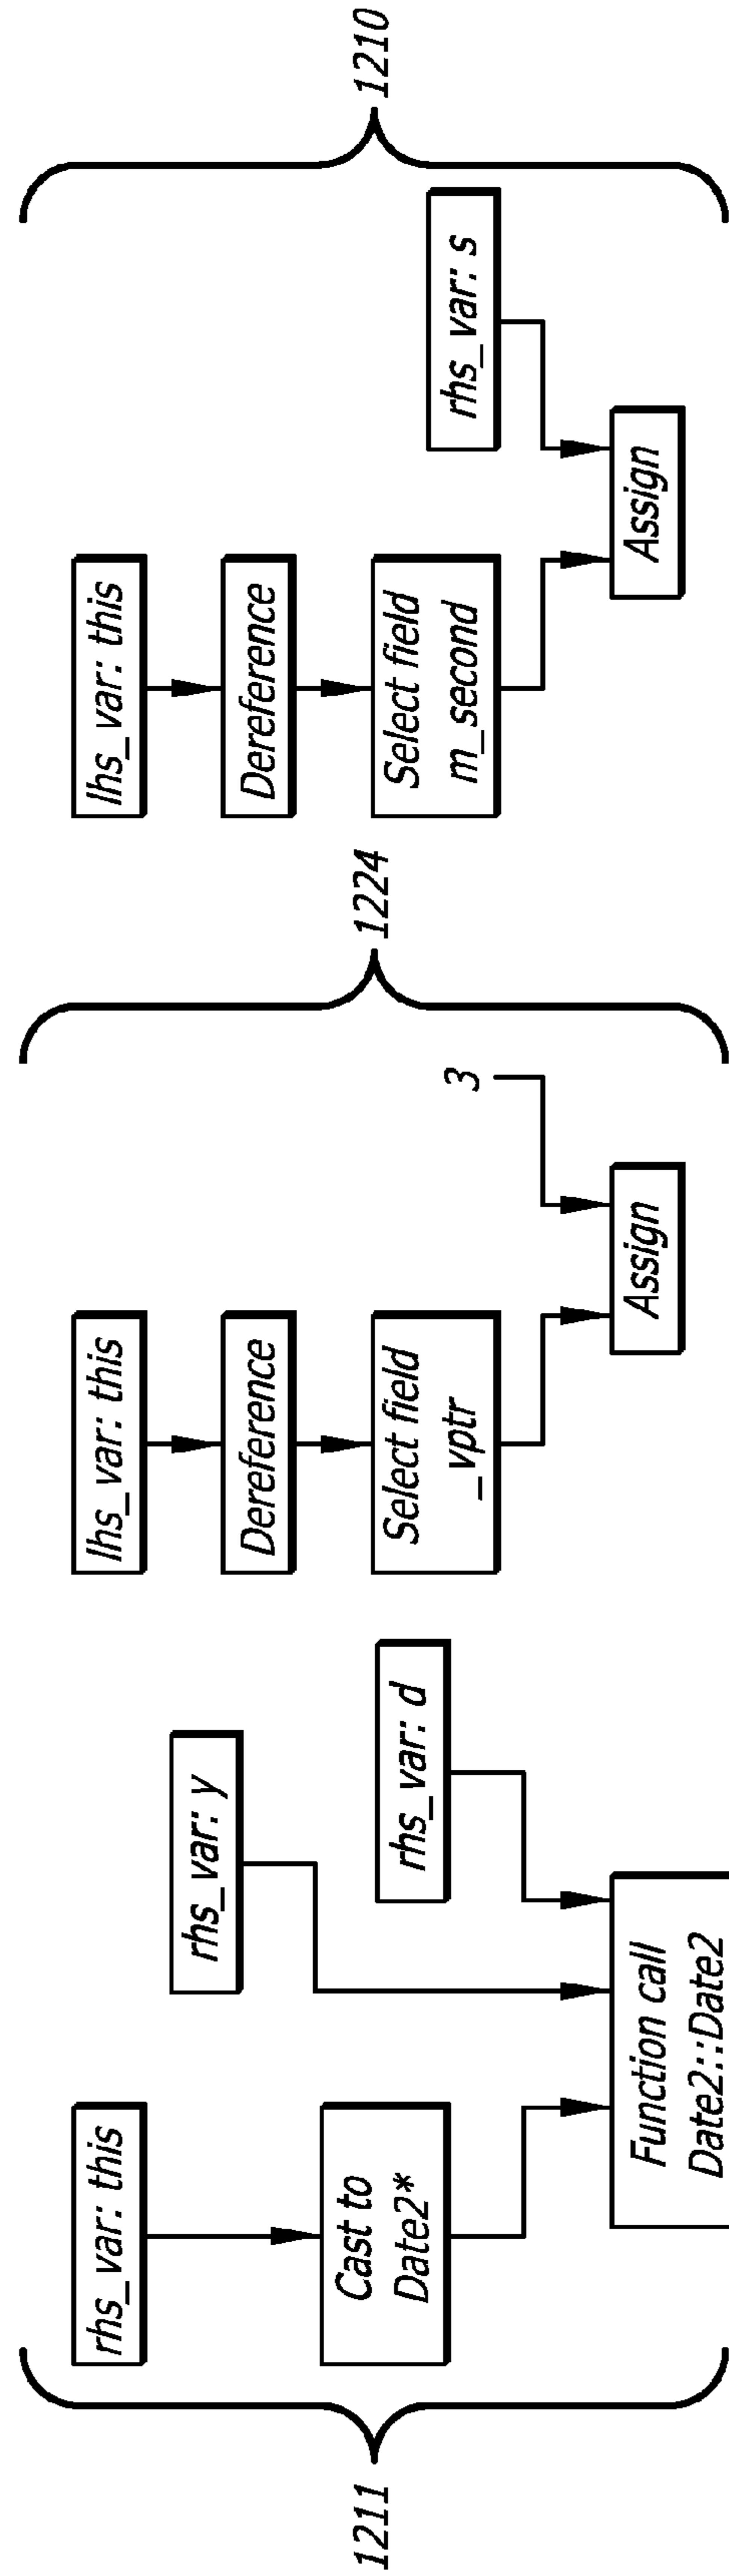 1211
rhs_var: this
Cast to
Date2*
rhs_var: y
rhs_var: d
Function call
Date2::Date2
lhs_var: this
Dereference
Select field
_vptr
3
Assign
1224
lhs_var: this
Dereference
Select field
m_second
rhs_var: s
Assign
1210